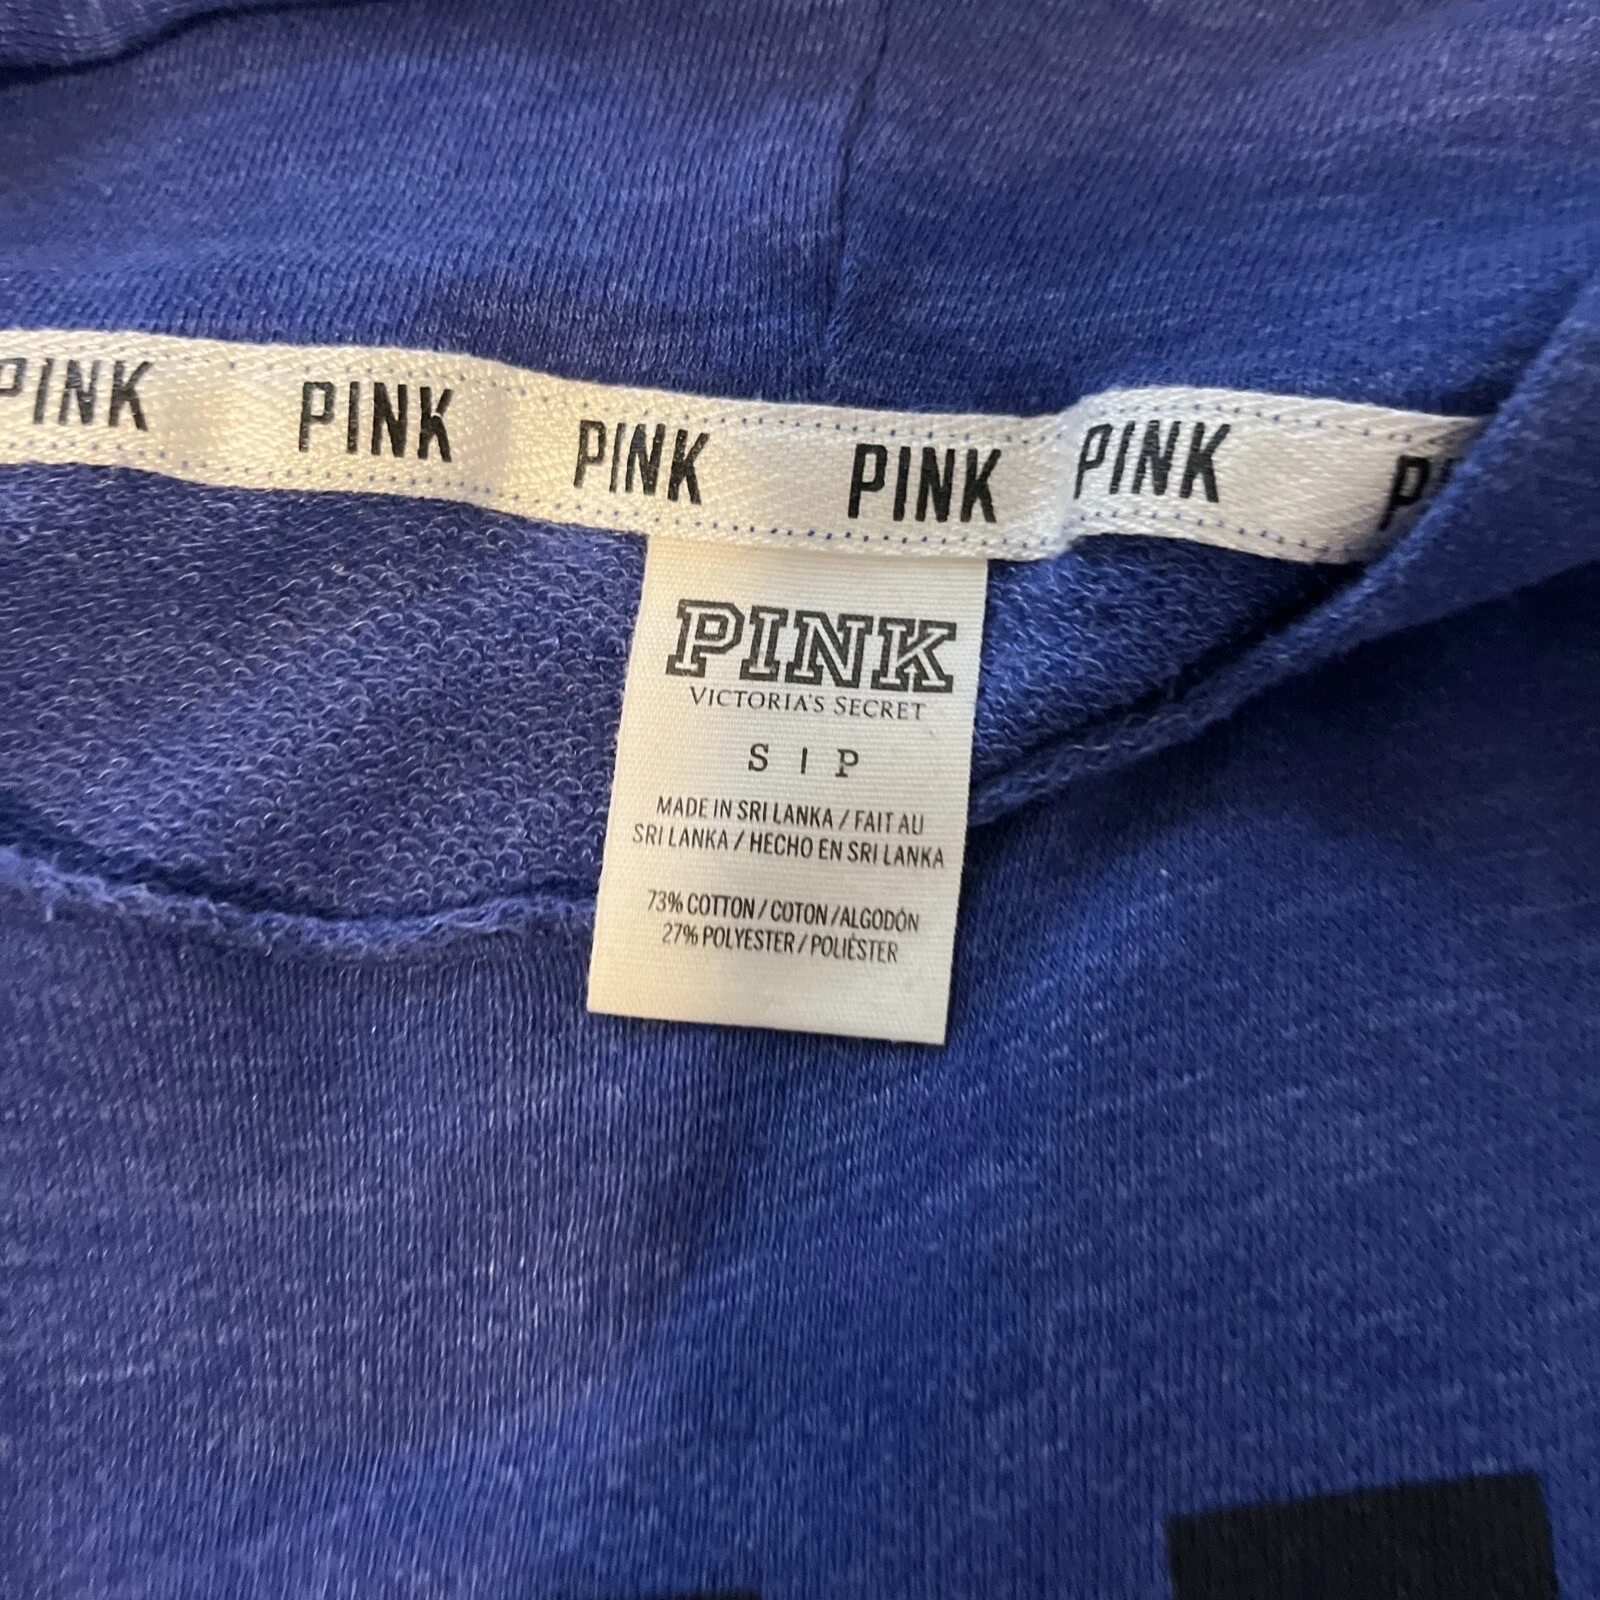 PINK PINK PINK PINK PINK P
PINK
VICTORIA'S SECRET
S | P
MADE IN SRI LANKA / FAIT AU
SRI LANKA / HECHO EN SRI LANKA
73% COTTON / COTON / ALGODÓN
27% POLYESTER / POLIÉSTER